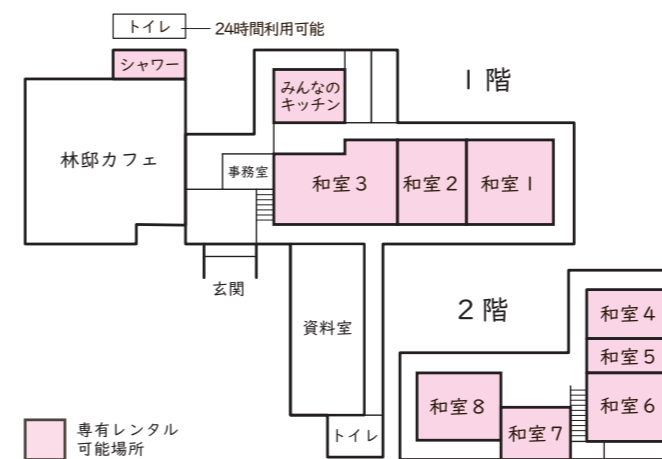 トイレ
24時間利用可能
シャワー
1階
みんなの
キッチン
林邸カフェ
事務室
和室3
和室2
和室1
玄関
資料室
2階
和室4
和室5
和室6
和室8
和室7
トイレ
専有レンタル
可能場所